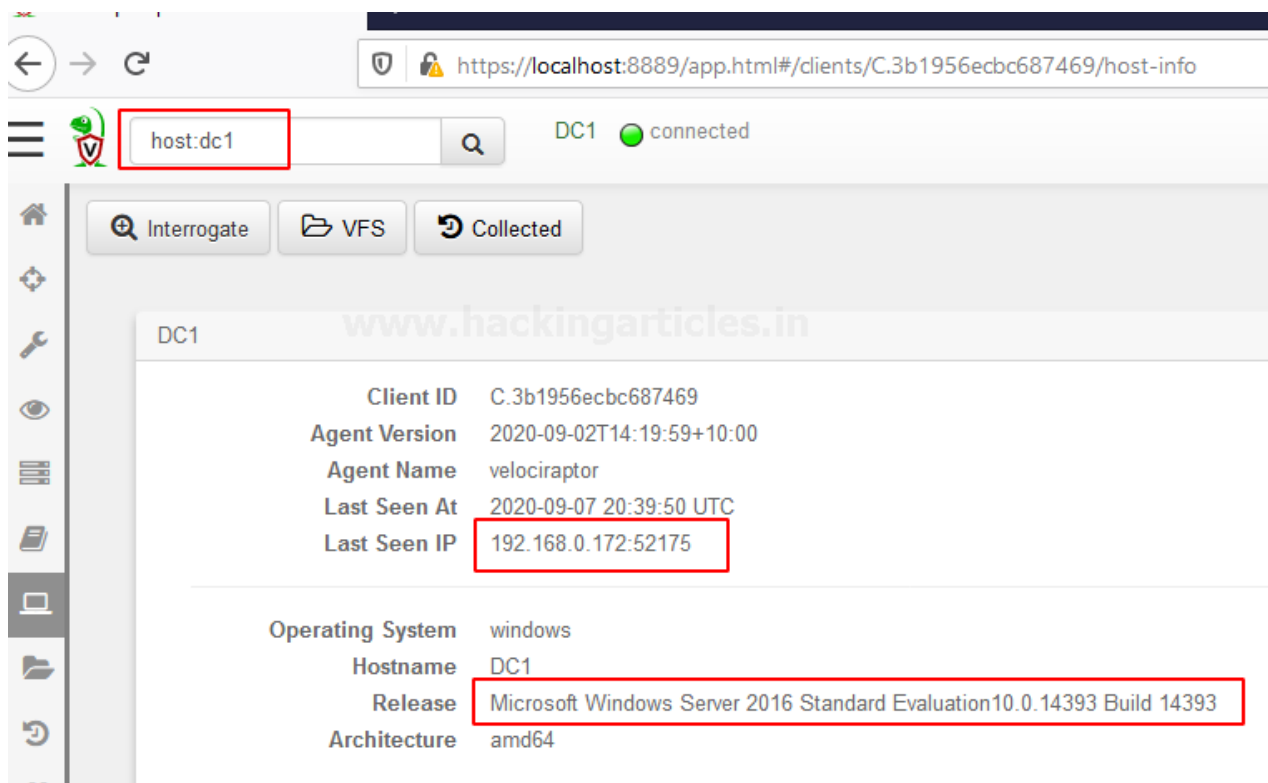 https://localhost:8889/app.html#/clients/C.3b1956ecbc687469/host-info
V
host:dc1
DC1 connected
Interrogate VFS Collected
www.hackingarticles.in
DC1
Client ID C.3b1956ecbc687469
Agent Version 2020-09-02T14:19:59+10:00
Agent Name velociraptor
Last Seen At 2020-09-07 20:39:50 UTC
Last Seen IP 192.168.0.172:52175
Operating System windows
Hostname DC1
Release Microsoft Windows Server 2016 Standard Evaluation10.0.14393 Build 14393
Architecture amd64